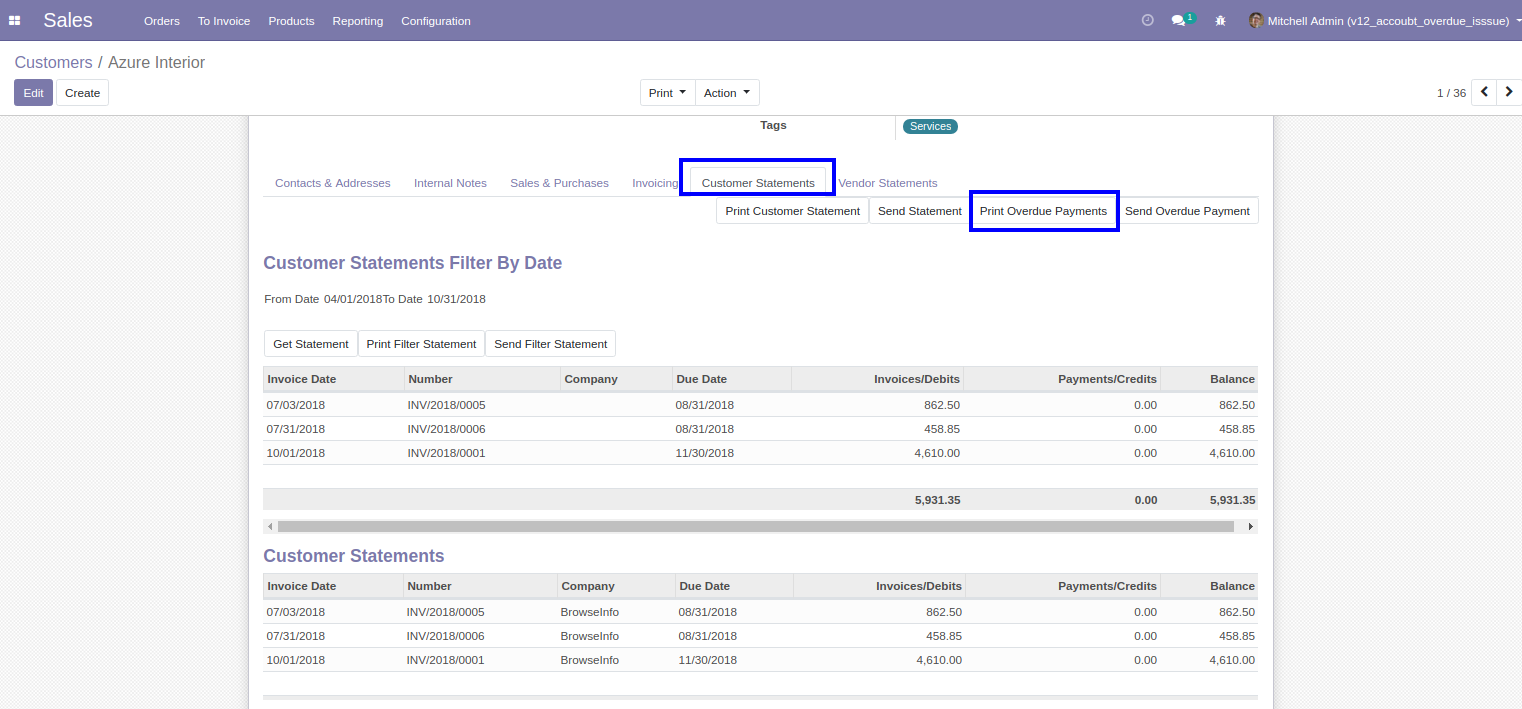 Sales Orders To Invoice Products Reporting Configuration 1 Mitchell Admin (v12_accoubt_overdue_isssue)
Customers / Azure Interior
Edit Create Print Action 1 / 36
Tags Services
Contacts & Addresses Internal Notes Sales & Purchases Invoicing Customer Statements Vendor Statements
Print Customer Statement Send Statement Print Overdue Payments Send Overdue Payment
Customer Statements Filter By Date
From Date 04/01/2018To Date 10/31/2018
Get Statement Print Filter Statement Send Filter Statement
Invoice Date Number Company Due Date Invoices/Debits Payments/Credits Balance
07/03/2018 INV/2018/0005 08/31/2018 862.50 0.00 862.50
07/31/2018 INV/2018/0006 08/31/2018 458.85 0.00 458.85
10/01/2018 INV/2018/0001 11/30/2018 4,610.00 0.00 4,610.00
5,931.35 0.00 5,931.35
Customer Statements
Invoice Date Number Company Due Date Invoices/Debits Payments/Credits Balance
07/03/2018 INV/2018/0005 BrowseInfo 08/31/2018 862.50 0.00 862.50
07/31/2018 INV/2018/0006 BrowseInfo 08/31/2018 458.85 0.00 458.85
10/01/2018 INV/2018/0001 BrowseInfo 11/30/2018 4,610.00 0.00 4,610.00